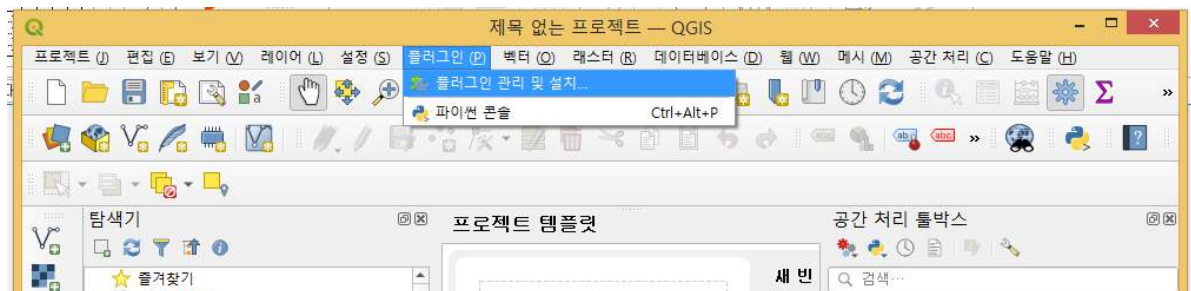 제목 없는 프로젝트 — QGIS
프로젝트 (J) 편집 (E) 보기 (V) 레이어 (L) 설정 (S) 플러그인 (P) 벡터 (O) 래스터 (R) 데이터베이스 (D) 웹 (W) 메시 (M) 공간 처리 (C) 도움말 (H)
플러그인 관리 및 설치...
파이썬 콘솔 Ctrl+Alt+P
탐색기
프로젝트 템플릿
공간 처리 툴박스
즐겨찾기
새 빈
검색…